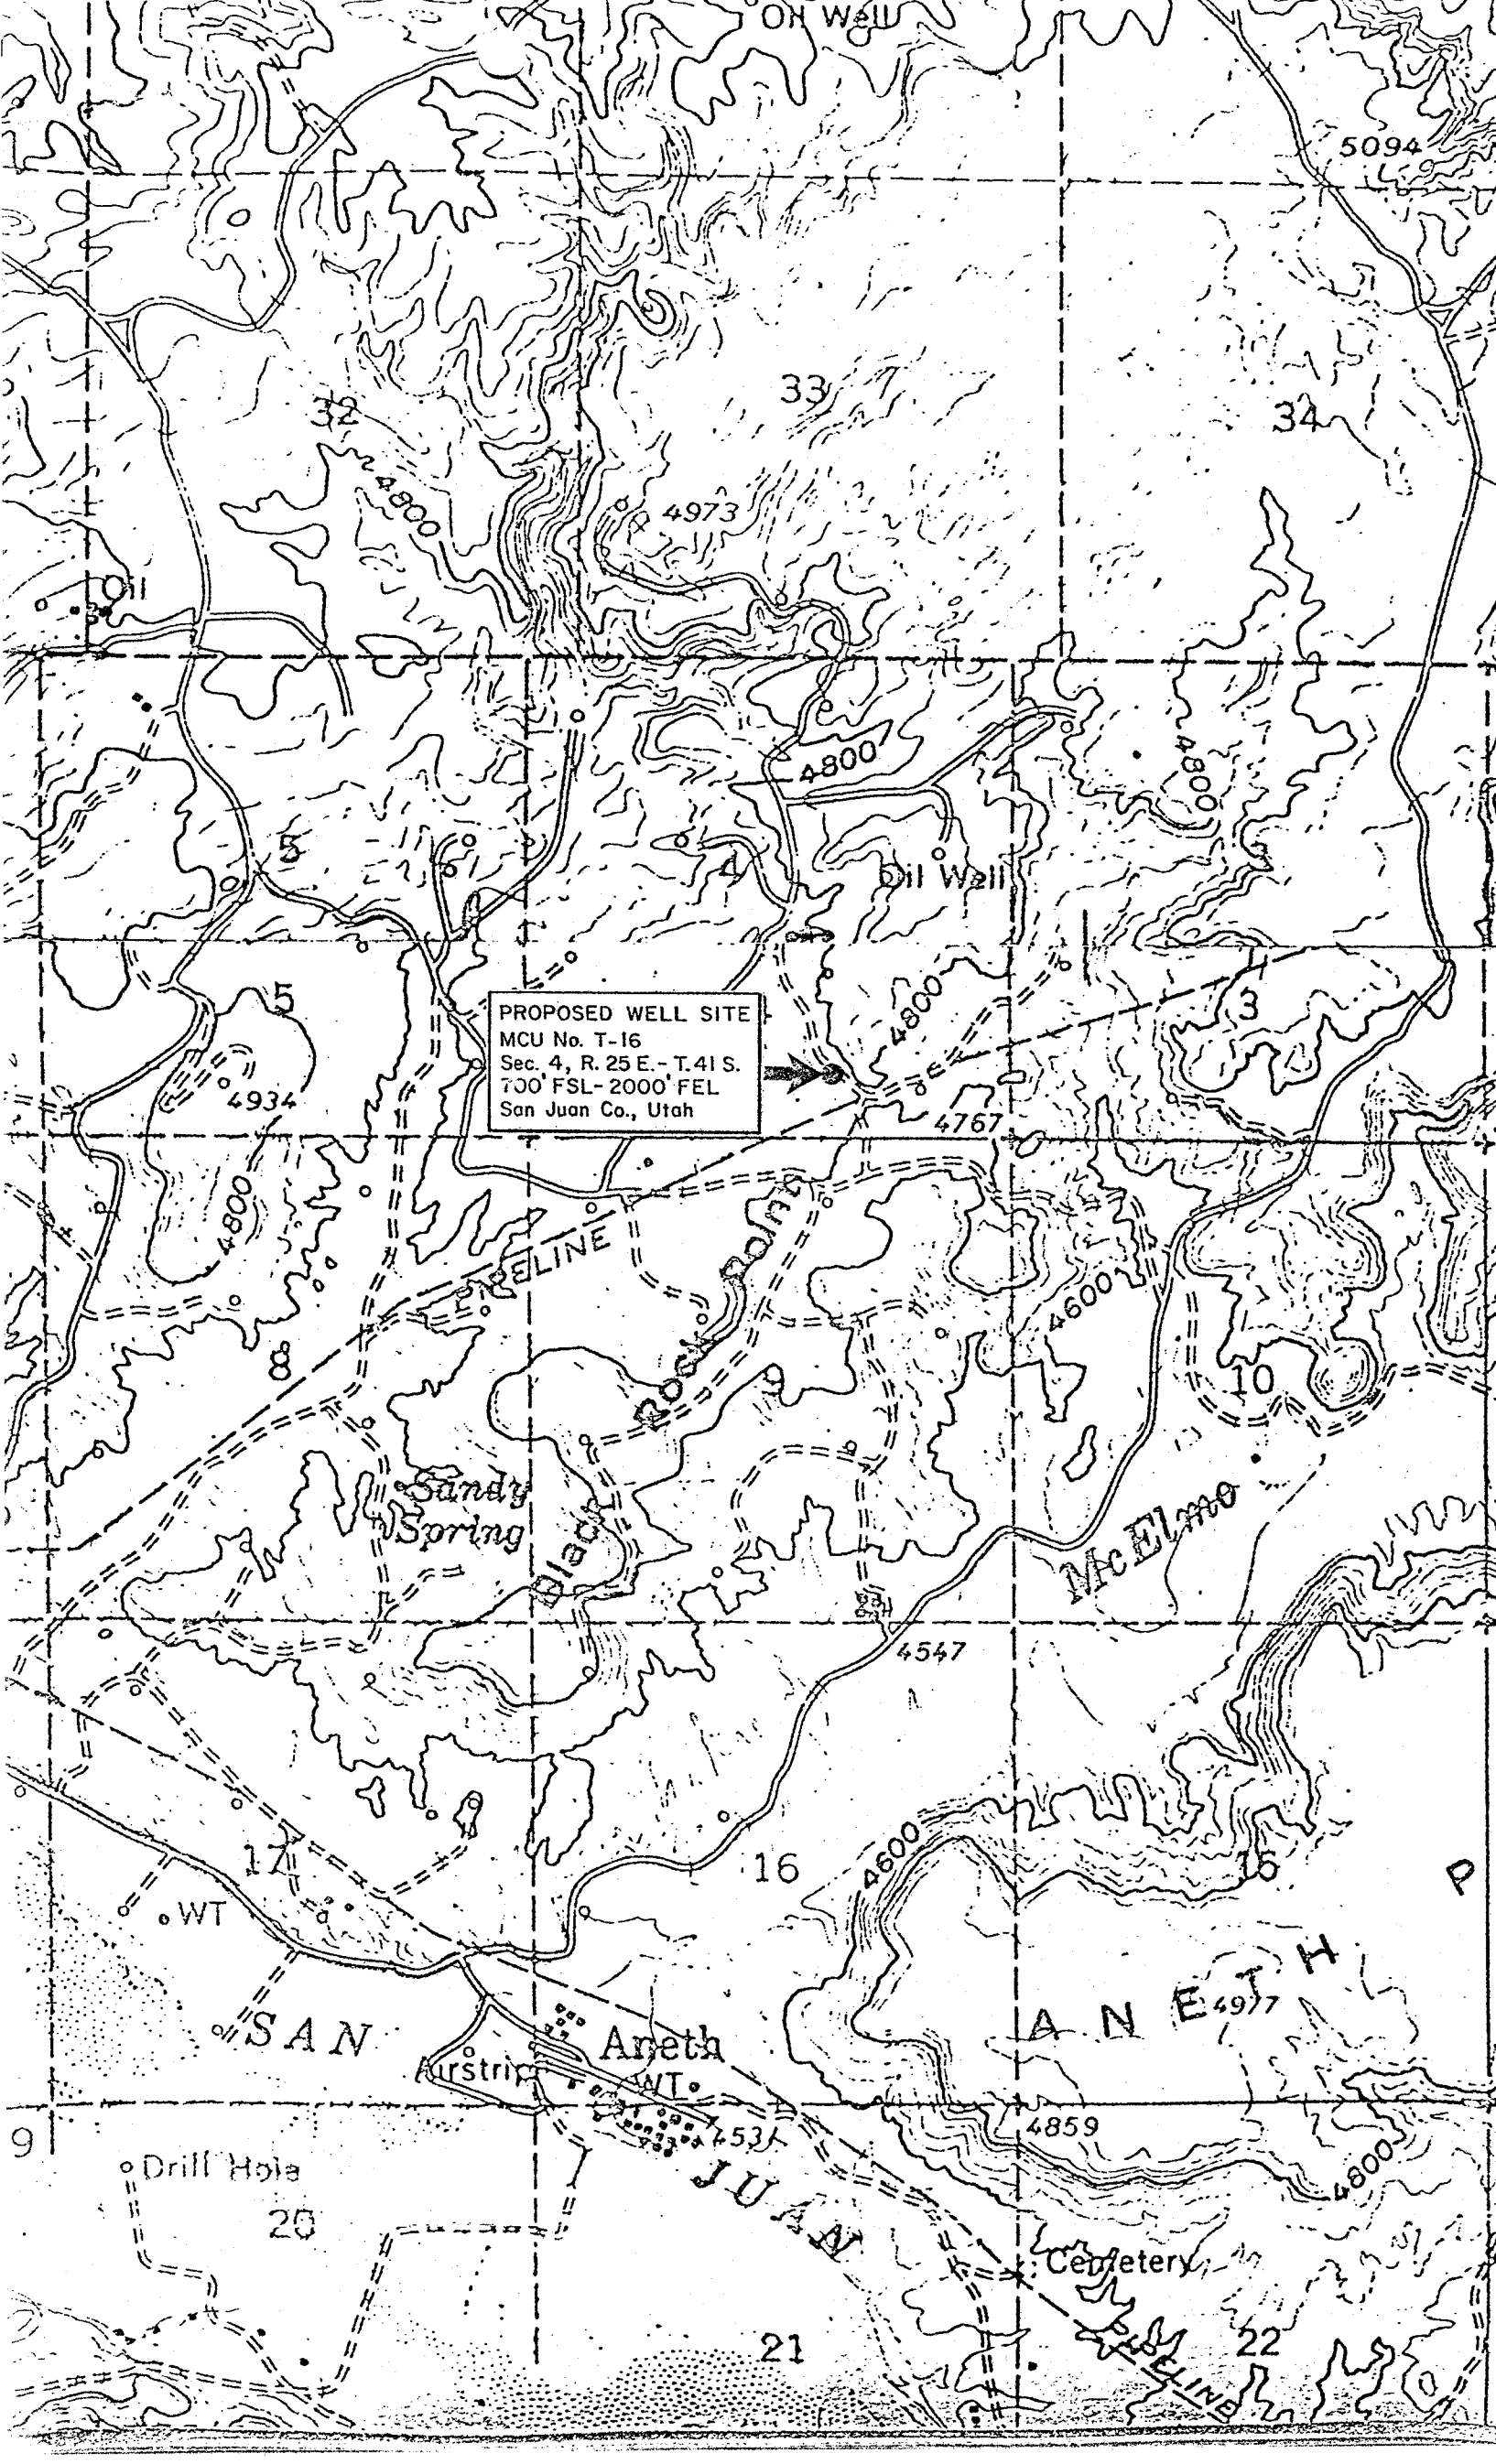 Oil Well
5094
33
32
34
4800
4973
Oil
4800
4800
5
4
Oil Well
5
4800
3
PROPOSED WELL SITE
MCU No. T-16
Sec. 4, R. 25 E.- T. 41 S.
700' FSL- 2000' FEL
San Juan Co., Utah
4934
4767
4800
PIPELINE
4600
8
9
10
Black Rock Point
Sandy
Spring
McElmo
4547
4600
17
16
15
P
WT
ANETH
4977
SAN
Aneth
Airstrip
WT
4531
4859
9
Drill Hole
4800
20
JUAN
Cemetery
21
22
PIPELINE